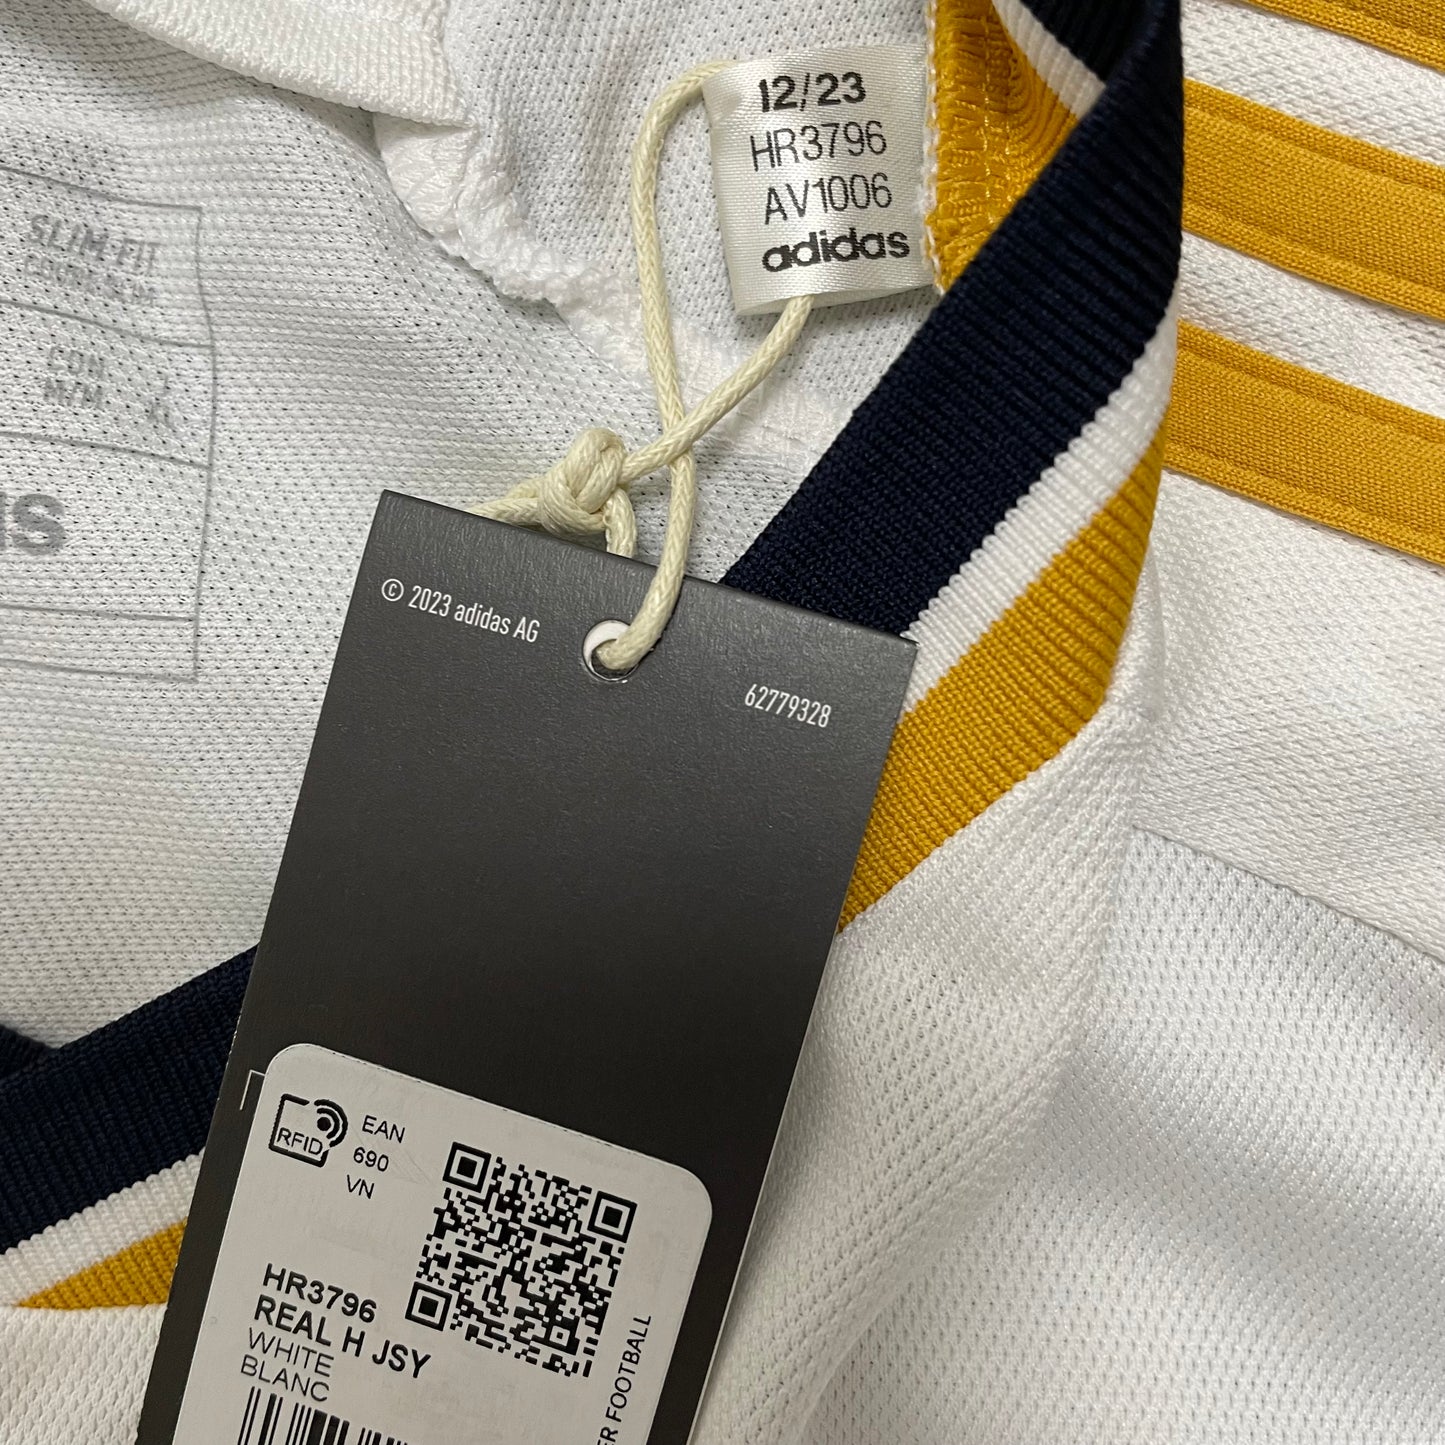 12/23
HR3796
AV1006
adidas
SLIM FIT
© 2023 adidas AG
62779328
RFID
EAN
690
VN
HR3796
REAL H JSY
WHITE
BLANC
ER FOOTBALL